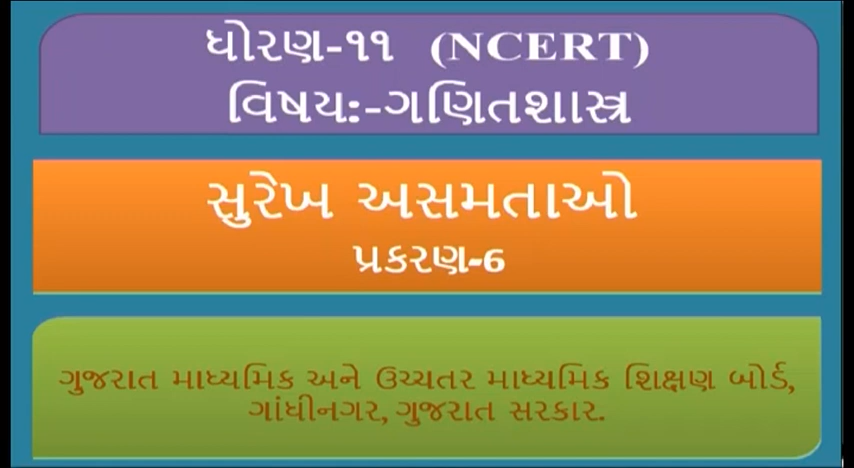 ધોરણ-૧૧ (NCERT)
વિષય:-ગણિતશાસ્ત્ર
સુરેખ અસમતાઓ
પ્રકરણ-6
ગુજરાત માધ્યમિક અને ઉચ્ચતર માધ્યમિક શિક્ષણ બોર્ડ,
ગાંધીનગર, ગુજરાત સરકાર.